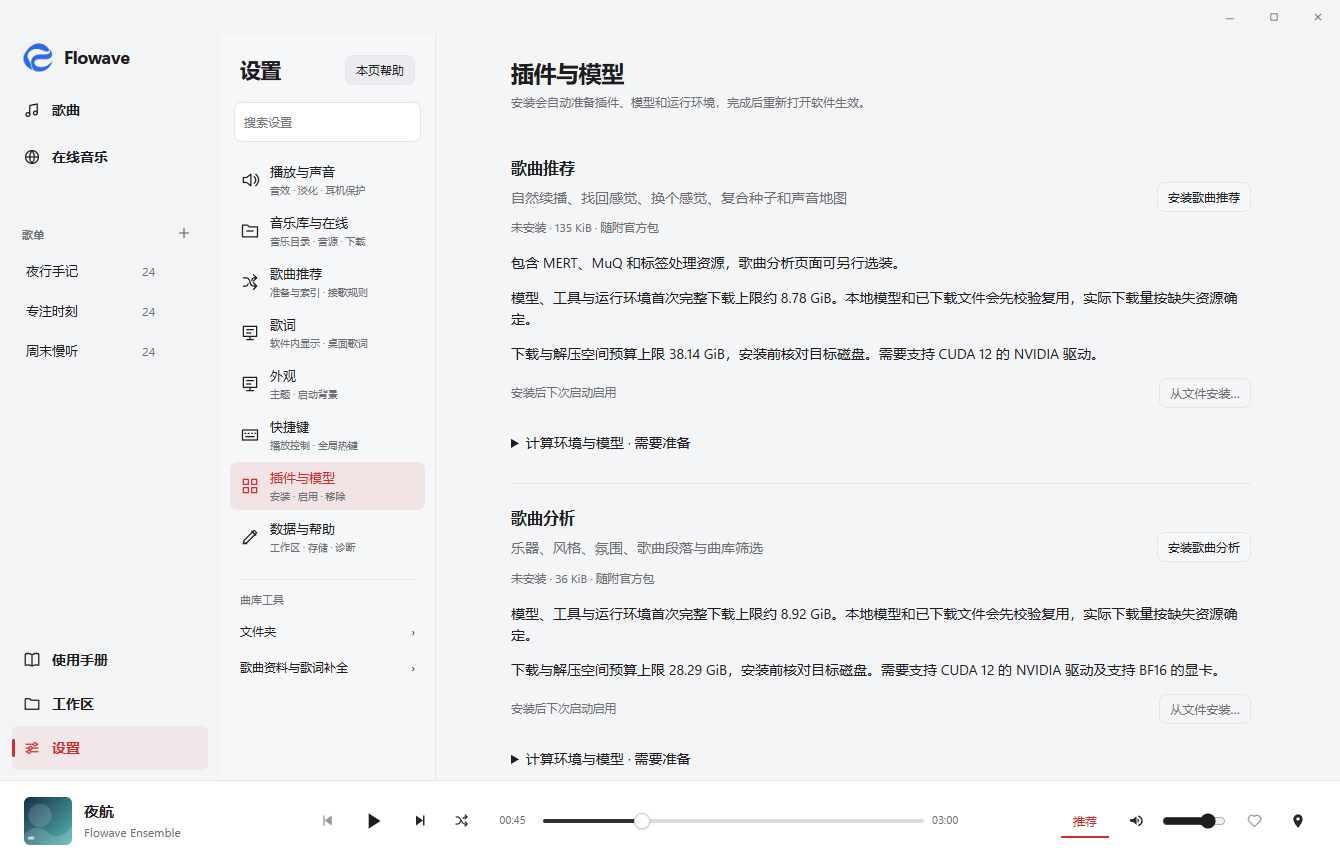 Flowave
歌曲
在线音乐
歌单
夜行手记 24
专注时刻 24
周末慢听 24
使用手册
工作区
设置
设置
本页帮助
搜索设置
播放与声音
音效 · 淡化 · 耳机保护
音乐库与在线
音乐目录 · 音源 · 下载
歌曲推荐
准备与索引 · 接歌规则
歌词
软件内显示 · 桌面歌词
外观
主题 · 启动背景
快捷键
播放控制 · 全局热键
插件与模型
安装 · 启用 · 移除
数据与帮助
工作区 · 存储 · 诊断
曲库工具
文件夹
歌曲资料与歌词补全
插件与模型
安装会自动准备插件、模型和运行环境，完成后重新打开软件生效。
歌曲推荐
自然续播、找回感觉、换个感觉、复合种子和声音地图
安装歌曲推荐
未安装 · 135 KiB · 随附官方包
包含 MERT、MuQ 和标签处理资源，歌曲分析页面可另行选装。
模型、工具与运行环境首次完整下载上限约 8.78 GiB。本地模型和已下载文件会先校验复用，实际下载量按缺失资源确
定。
下载与解压空间预算上限 38.14 GiB，安装前核对目标磁盘。需要支持 CUDA 12 的 NVIDIA 驱动。
安装后下次启动启用
从文件安装...
计算环境与模型 · 需要准备
歌曲分析
乐器、风格、氛围、歌曲段落与曲库筛选
安装歌曲分析
未安装 · 36 KiB · 随附官方包
模型、工具与运行环境首次完整下载上限约 8.92 GiB。本地模型和已下载文件会先校验复用，实际下载量按缺失资源确
定。
下载与解压空间预算上限 28.29 GiB，安装前核对目标磁盘。需要支持 CUDA 12 的 NVIDIA 驱动及支持 BF16 的显卡。
安装后下次启动启用
从文件安装...
计算环境与模型 · 需要准备
夜航
Flowave Ensemble
00:45
03:00
推荐